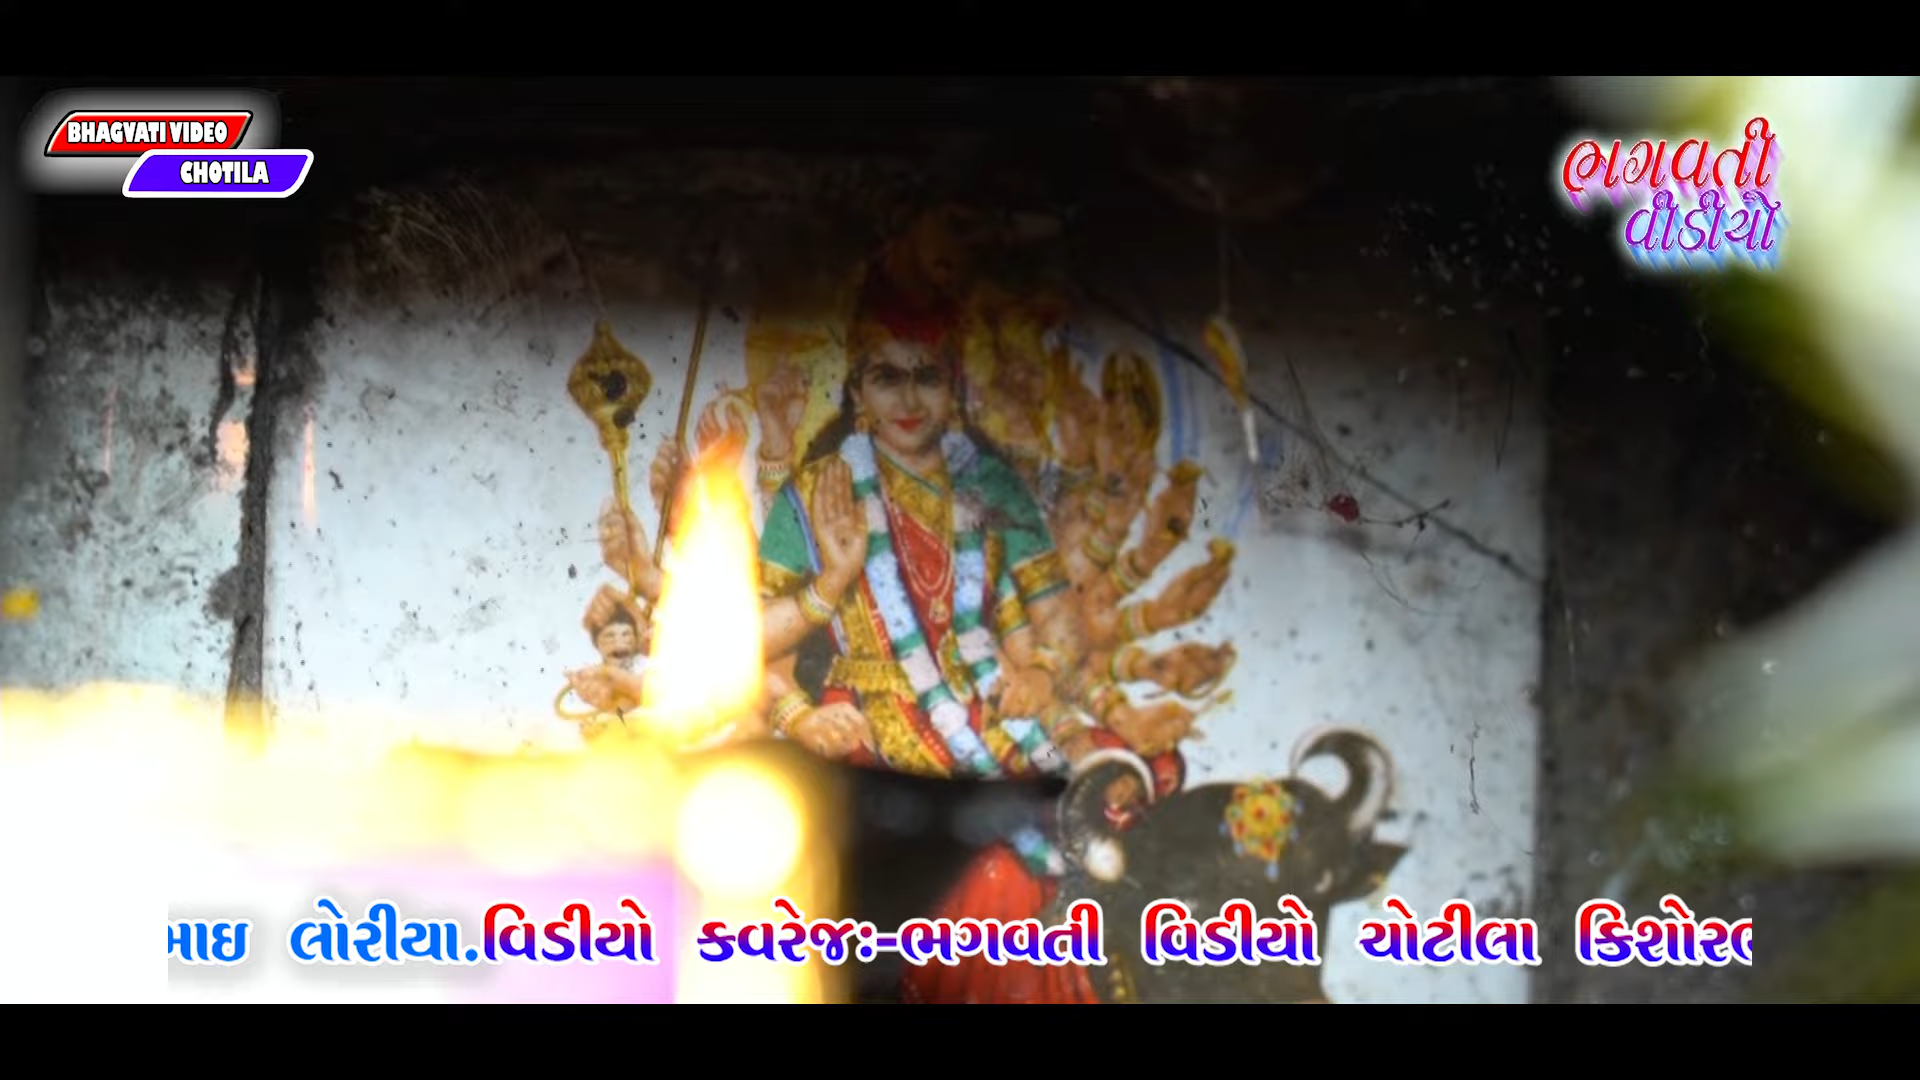 BHAGVATI VIDEO
CHOTILA
ભગવતી
વીડીયો
લોરીયા.વિડીયો કવરેજ:-ભગવતી વિડીયો ચોટીલા